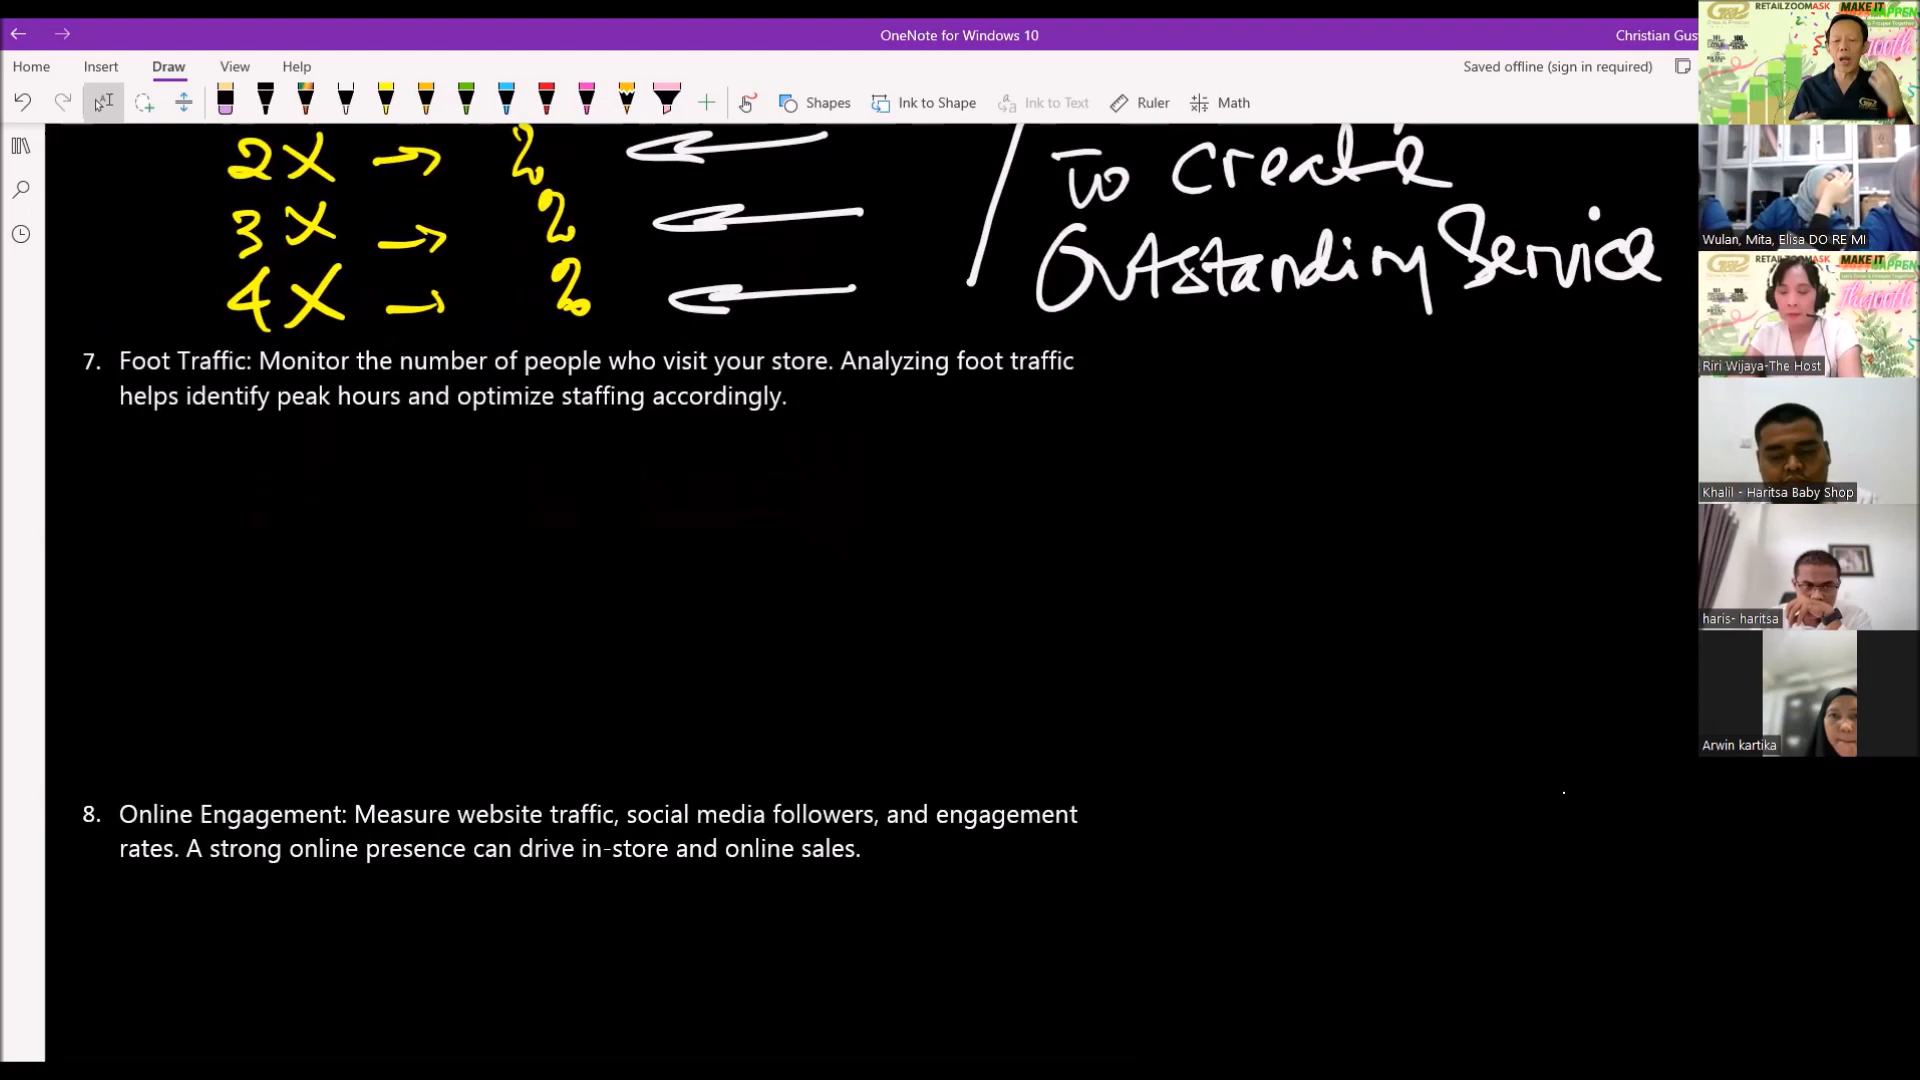 OneNote for Windows 10
Christian Gus
Home Insert Draw View Help
Saved offline (sign in required)
Shapes Ink to Shape Ink to Text Ruler Math
2X →
3X →
4X →
To create
Outstanding Service
7. Foot Traffic: Monitor the number of people who visit your store. Analyzing foot traffic
helps identify peak hours and optimize staffing accordingly.
8. Online Engagement: Measure website traffic, social media followers, and engagement
rates. A strong online presence can drive in-store and online sales.
RETAILZOOMASK MAKE IT
HAPPEN
Wulan, Mita, Elisa DO RE MI
MAKE IT
Riri Wijaya-The Host
Khalil - Haritsa Baby Shop
haris- haritsa
Arwin kartika